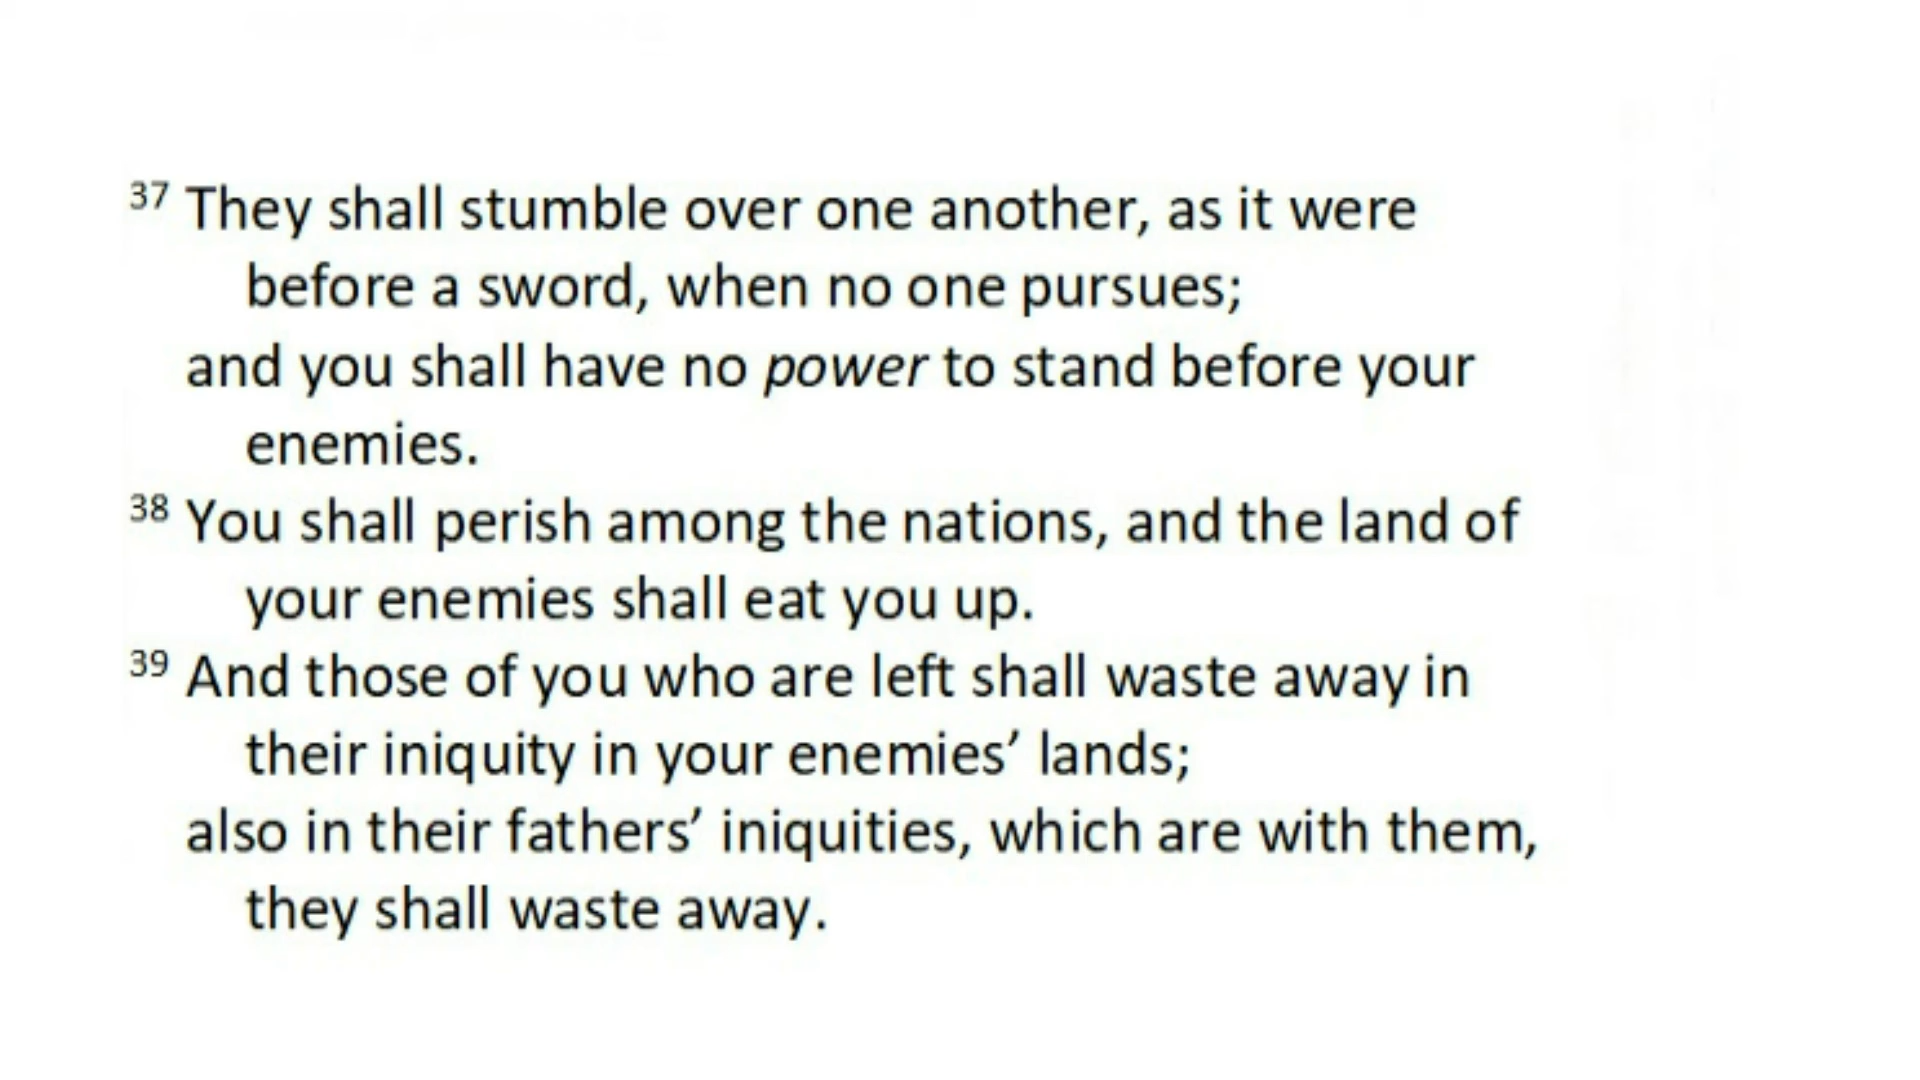 37 They shall stumble over one another, as it were
before a sword, when no one pursues;
and you shall have no power to stand before your
enemies.
38 You shall perish among the nations, and the land of
your enemies shall eat you up.
39 And those of you who are left shall waste away in
their iniquity in your enemies’ lands;
also in their fathers’ iniquities, which are with them,
they shall waste away.